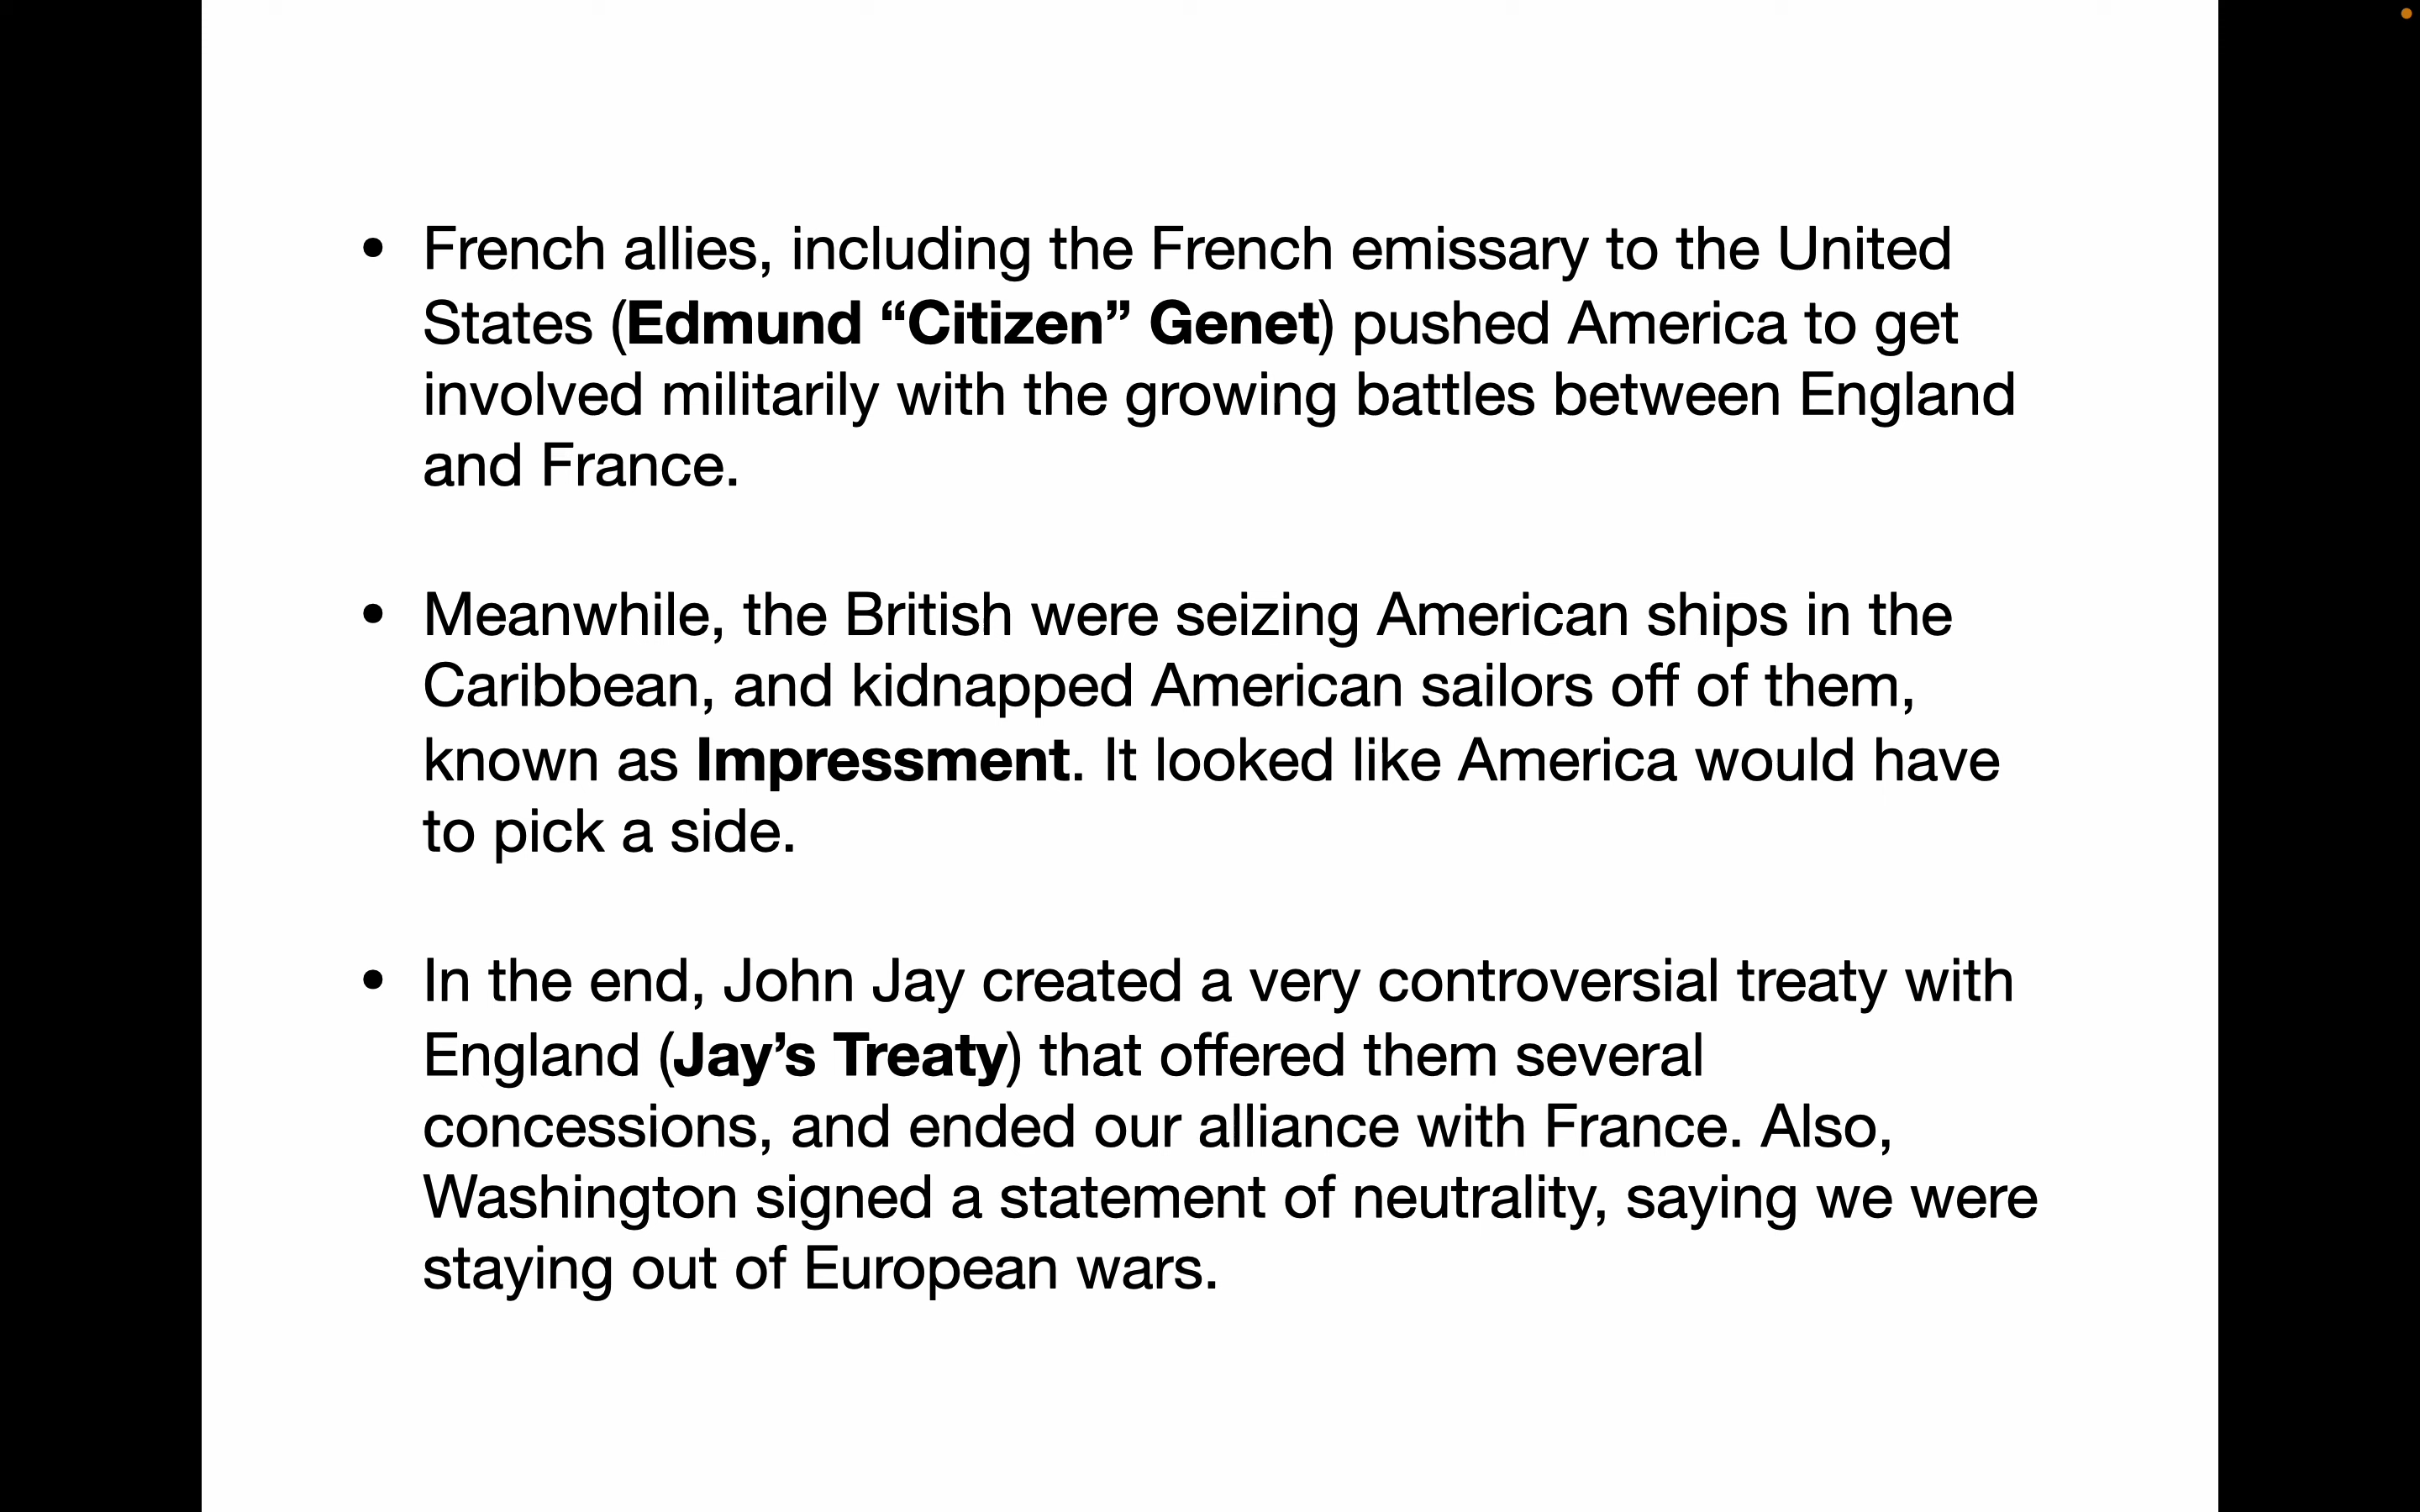 • French allies, including the French emissary to the United
States (Edmund “Citizen” Genet) pushed America to get
involved militarily with the growing battles between England
and France.
• Meanwhile, the British were seizing American ships in the
Caribbean, and kidnapped American sailors off of them,
known as Impressment. It looked like America would have
to pick a side.
• In the end, John Jay created a very controversial treaty with
England (Jay’s Treaty) that offered them several
concessions, and ended our alliance with France. Also,
Washington signed a statement of neutrality, saying we were
staying out of European wars.